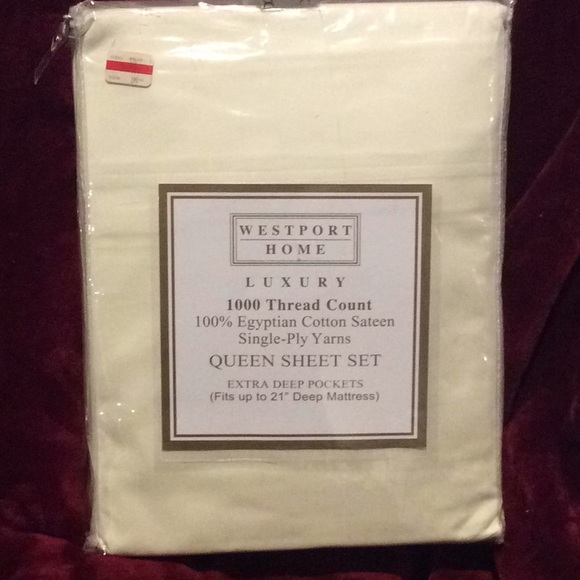 WESTPORT
HOME
LUXURY
1000 Thread Count
100% Egyptian Cotton Sateen
Single-Ply Yarns
QUEEN SHEET SET
EXTRA DEEP POCKETS
(Fits up to 21" Deep Mattress)